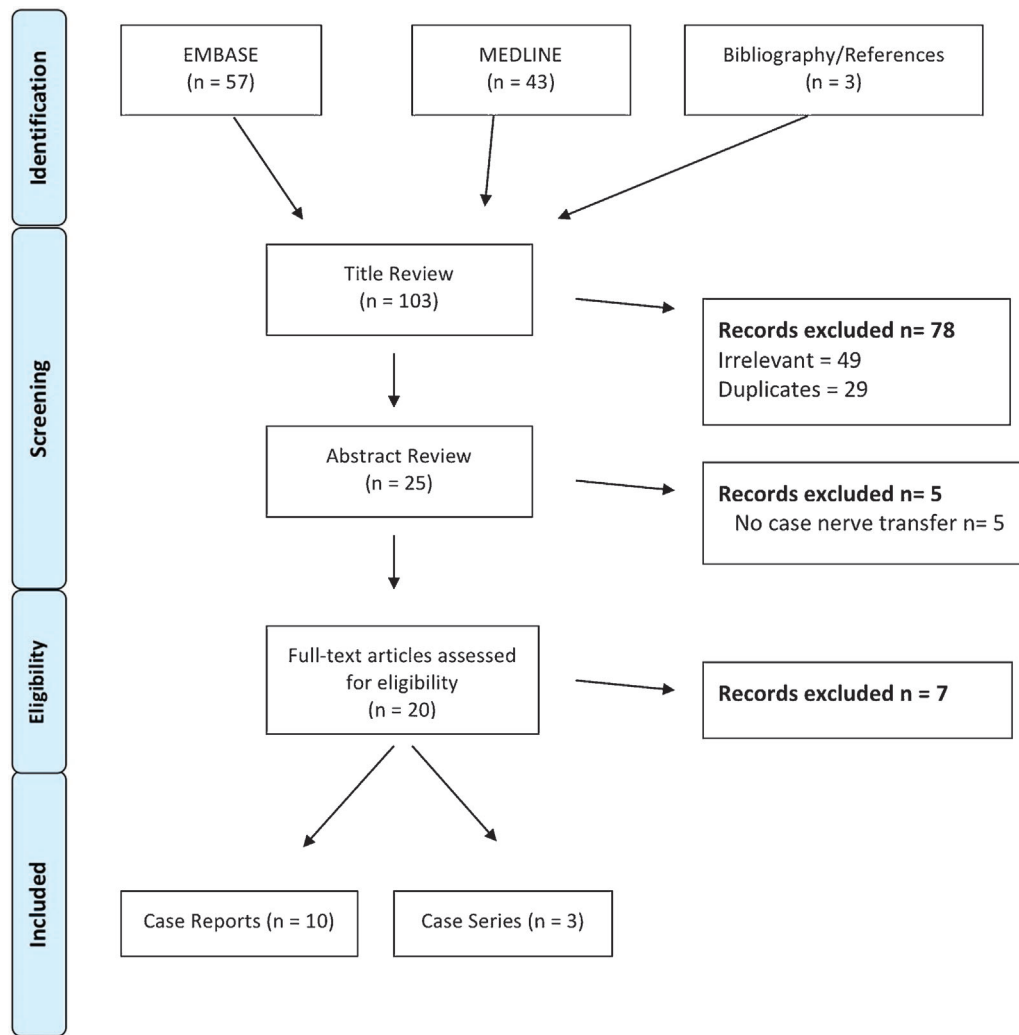 Identification
EMBASE
(n = 57)
MEDLINE
(n = 43)
Bibliography/References
(n = 3)
Screening
Title Review
(n = 103)
Records excluded n= 78
Irrelevant = 49
Duplicates = 29
Abstract Review
(n = 25)
Records excluded n= 5
No case nerve transfer n= 5
Eligibility
Full-text articles assessed
for eligibility
(n = 20)
Records excluded n = 7
Included
Case Reports (n = 10)
Case Series (n = 3)